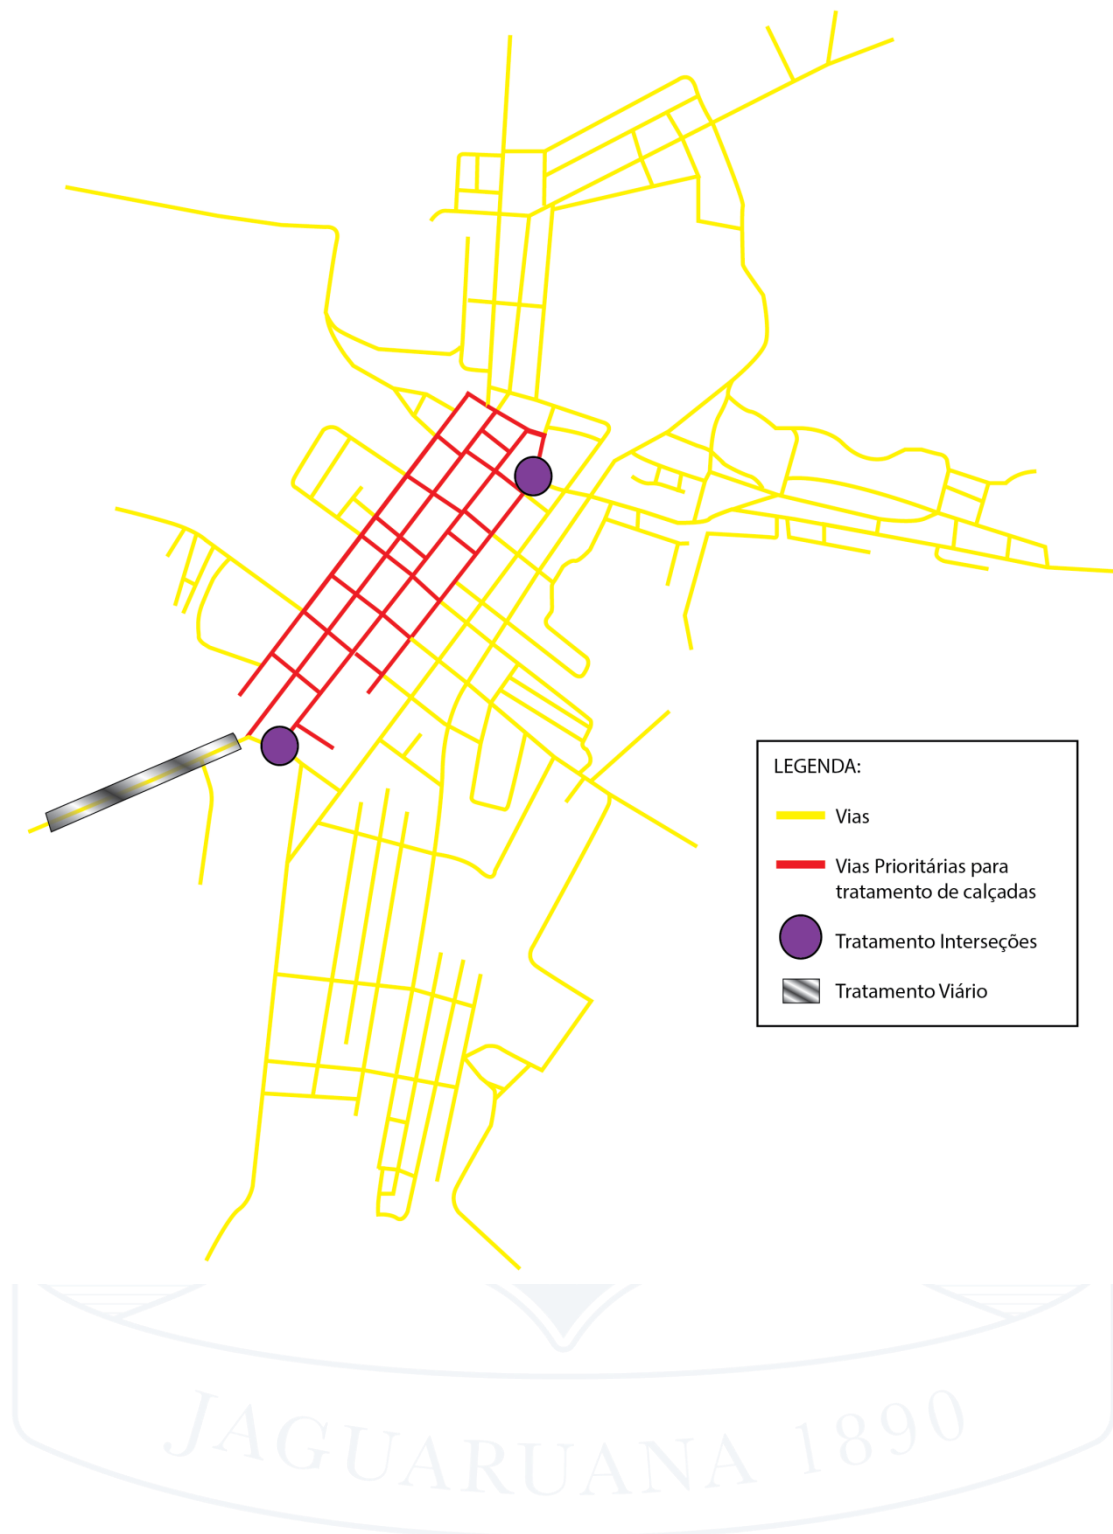 LEGENDA:
Vias
Vias Prioritárias para
tratamento de calçadas
Tratamento Interseções
Tratamento Viário
JAGUARUANA 1890